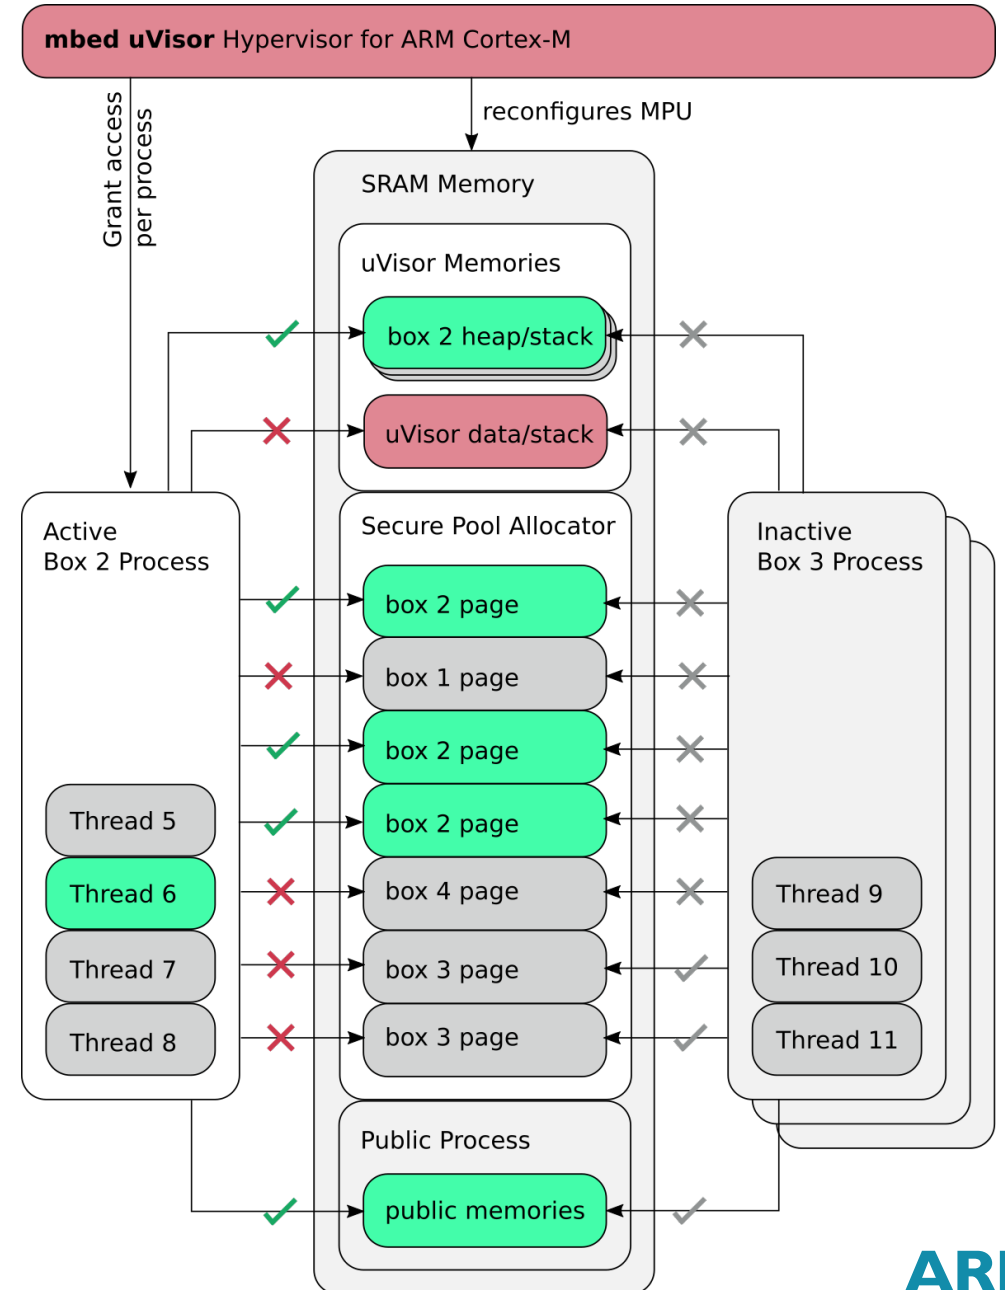 mbed uVisor Hypervisor for ARM Cortex-M
Grant access
per process
reconfigures MPU
SRAM Memory
uVisor Memories
box 2 heap/stack
uVisor data/stack
Active
Box 2 Process
Thread 5
Thread 6
Thread 7
Thread 8
Secure Pool Allocator
box 2 page
box 1 page
box 2 page
box 2 page
box 4 page
box 3 page
box 3 page
Inactive
Box 3 Process
Thread 9
Thread 10
Thread 11
Public Process
public memories